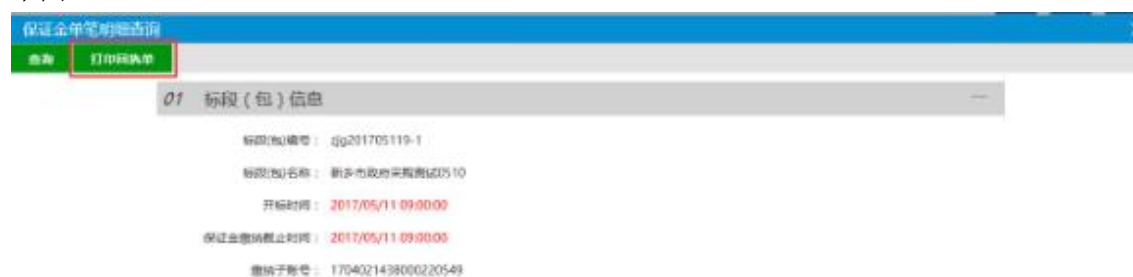 保证金单笔明细查询
查询 打印回执单
01 标段（包）信息
标段(包)编号： zjg201705119-1
标段(包)名称： 新乡市政府采购测试0510
开标时间： 2017/05/11 09:00:00
保证金缴纳截止时间： 2017/05/11 09:00:00
缴纳子账号： 1704021438000220549